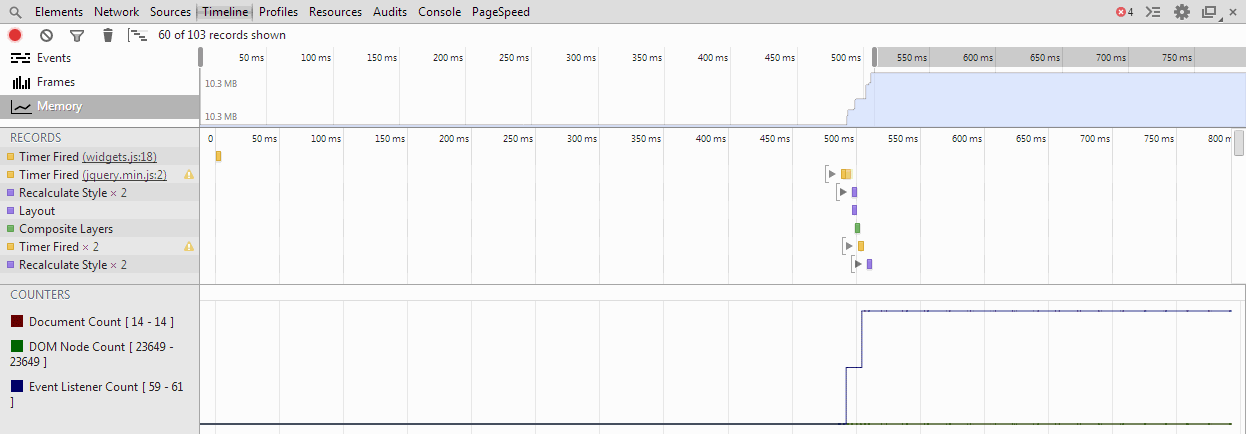 Elements Network Sources Timeline Profiles Resources Audits Console PageSpeed 4
60 of 103 records shown
Events
Frames
Memory
50 ms 100 ms 150 ms 200 ms 250 ms 300 ms 350 ms 400 ms 450 ms 500 ms 550 ms 600 ms 650 ms 700 ms 750 ms
10.3 MB
10.3 MB
RECORDS
0 50 ms 100 ms 150 ms 200 ms 250 ms 300 ms 350 ms 400 ms 450 ms 500 ms 550 ms 600 ms 650 ms 700 ms 750 ms 800 m
Timer Fired (widgets.js:18)
Timer Fired (jquery.min.js:2)
Recalculate Style × 2
Layout
Composite Layers
Timer Fired × 2
Recalculate Style × 2
COUNTERS
Document Count [ 14 - 14 ]
DOM Node Count [ 23649 -
23649 ]
Event Listener Count [ 59 - 61
]